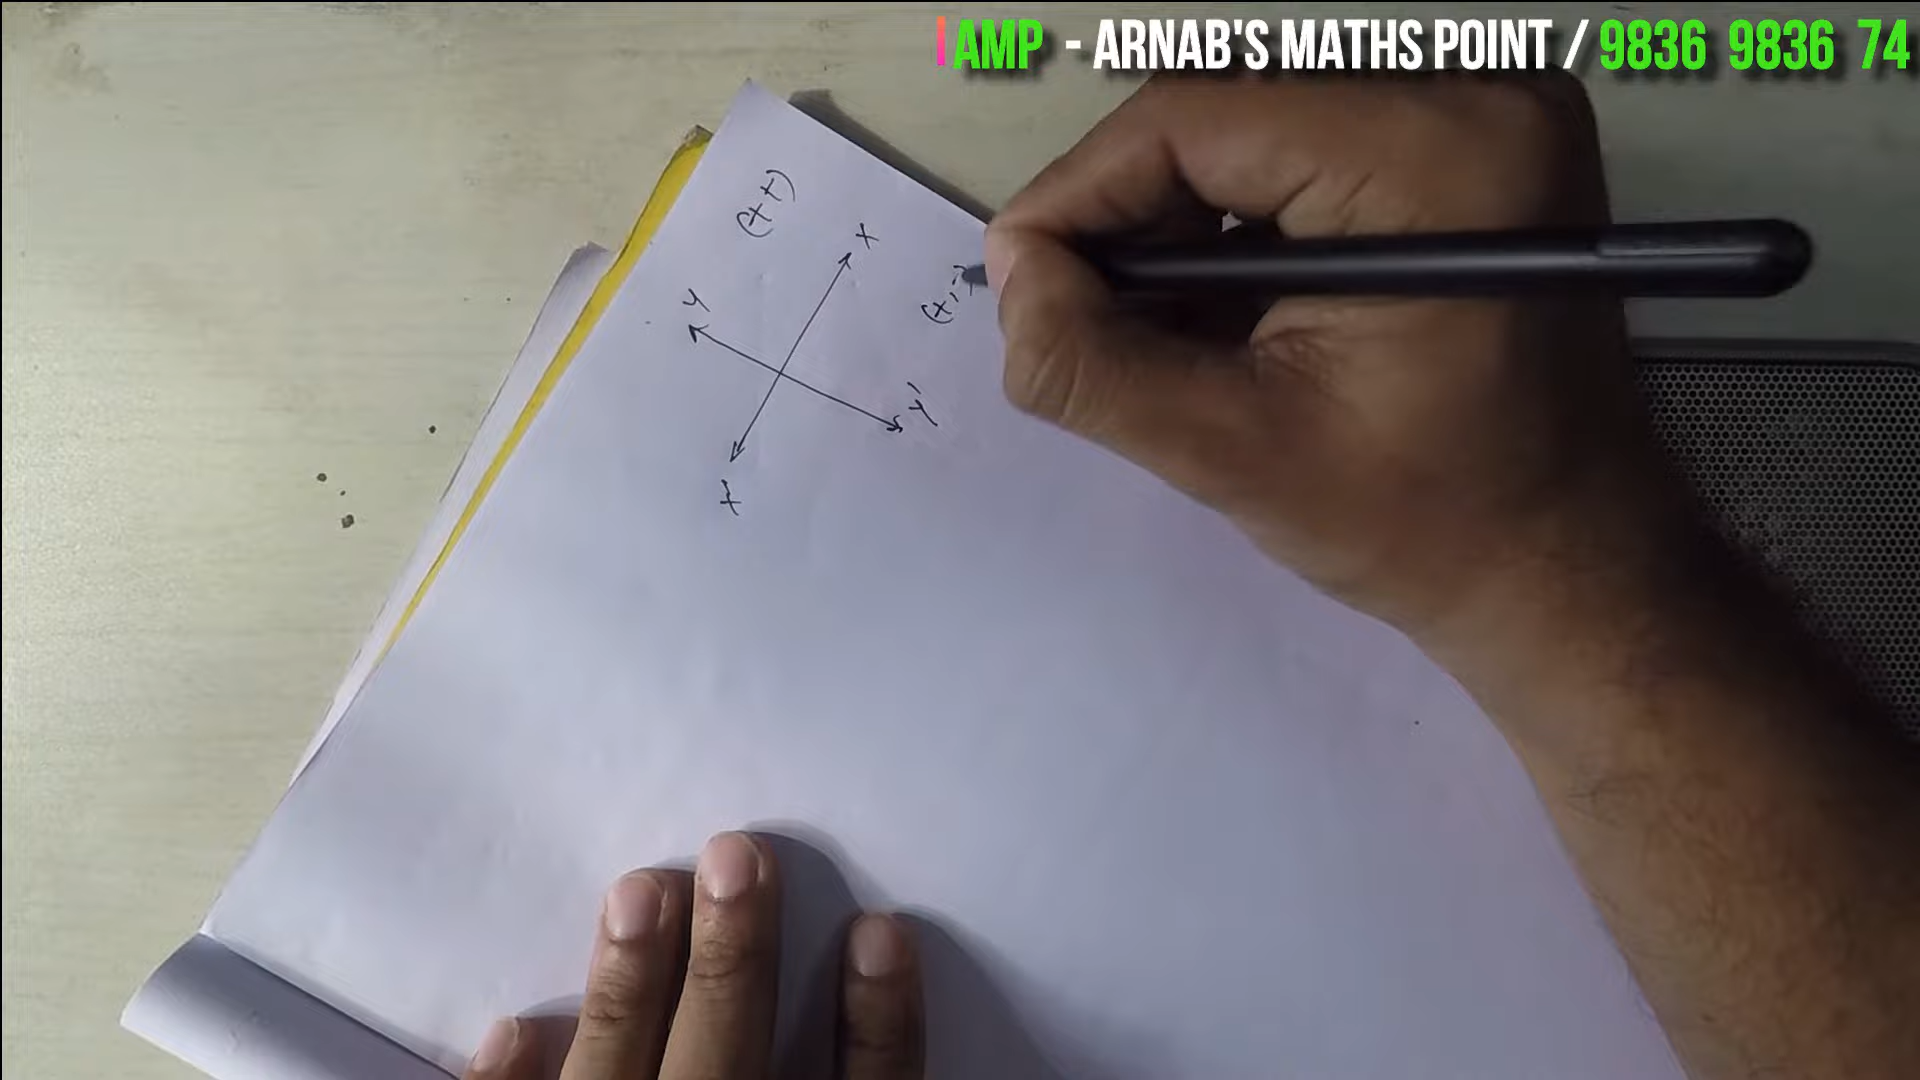 AMP - ARNAB'S MATHS POINT / 9836 9836 74
(+ +)
Y
X
(+, -)
Y'
X'